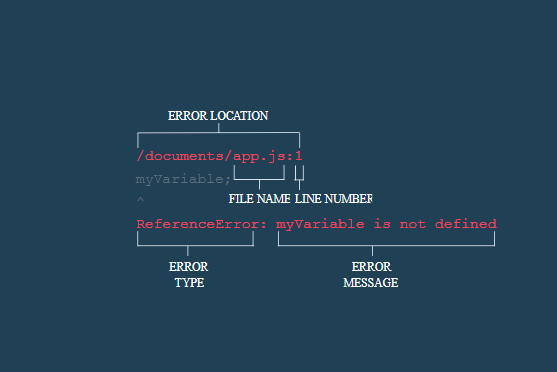 ERROR LOCATION
/documents/app.js:1
myVariable;
^
FILE NAME LINE NUMBER
ReferenceError: myVariable is not defined
ERROR TYPE
ERROR MESSAGE